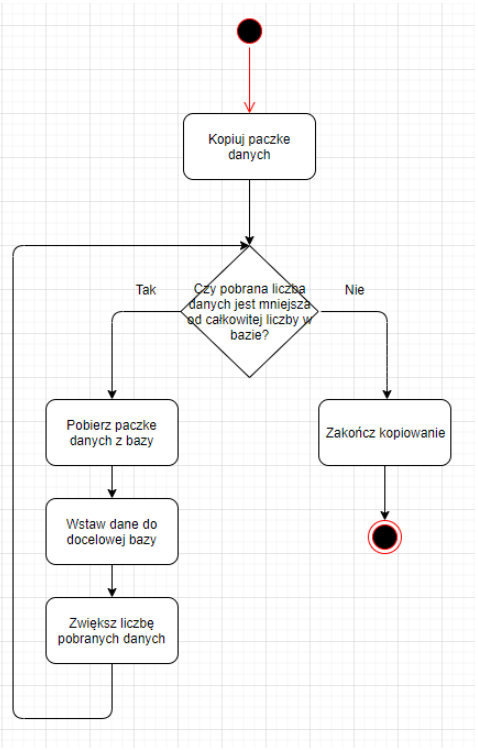 Kopiuj paczke
danych
Tak
Czy pobrana liczba
danych jest mniejsza
od całkowitej liczby w
bazie?
Nie
Pobierz paczke
danych z bazy
Zakończ kopiowanie
Wstaw dane do
docelowej bazy
Zwiększ liczbę
pobranych danych